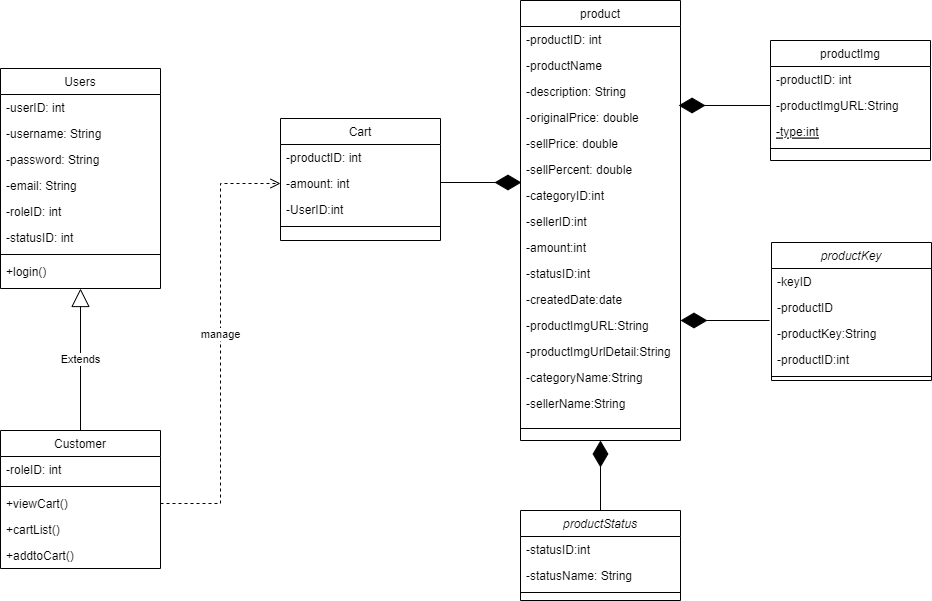 Users
-userID: int
-username: String
-password: String
-email: String
-roleID: int
-statusID: int
+login()
Extends
Customer
-roleID: int
+viewCart()
+cartList()
+addtoCart()
manage
Cart
-productID: int
-amount: int
-UserID:int
product
-productID: int
-productName
-description: String
-originalPrice: double
-sellPrice: double
-sellPercent: double
-categoryID:int
-sellerID:int
-amount:int
-statusID:int
-createdDate:date
-productImgURL:String
-productImgUrlDetail:String
-categoryName:String
-sellerName:String
productStatus
-statusID:int
-statusName: String
productImg
-productID: int
-productImgURL:String
-type:int
productKey
-keyID
-productID
-productKey:String
-productID:int